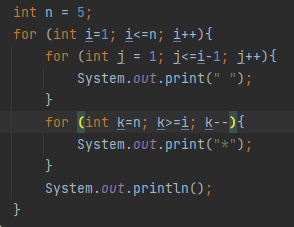 int n = 5;
for (int i=1; i<=n; i++){
    for (int j = 1; j<=i-1; j++){
        System.out.print(" ");
    }
    for (int k=n; k>=i; k--){
        System.out.print("*");
    }
    System.out.println();
}